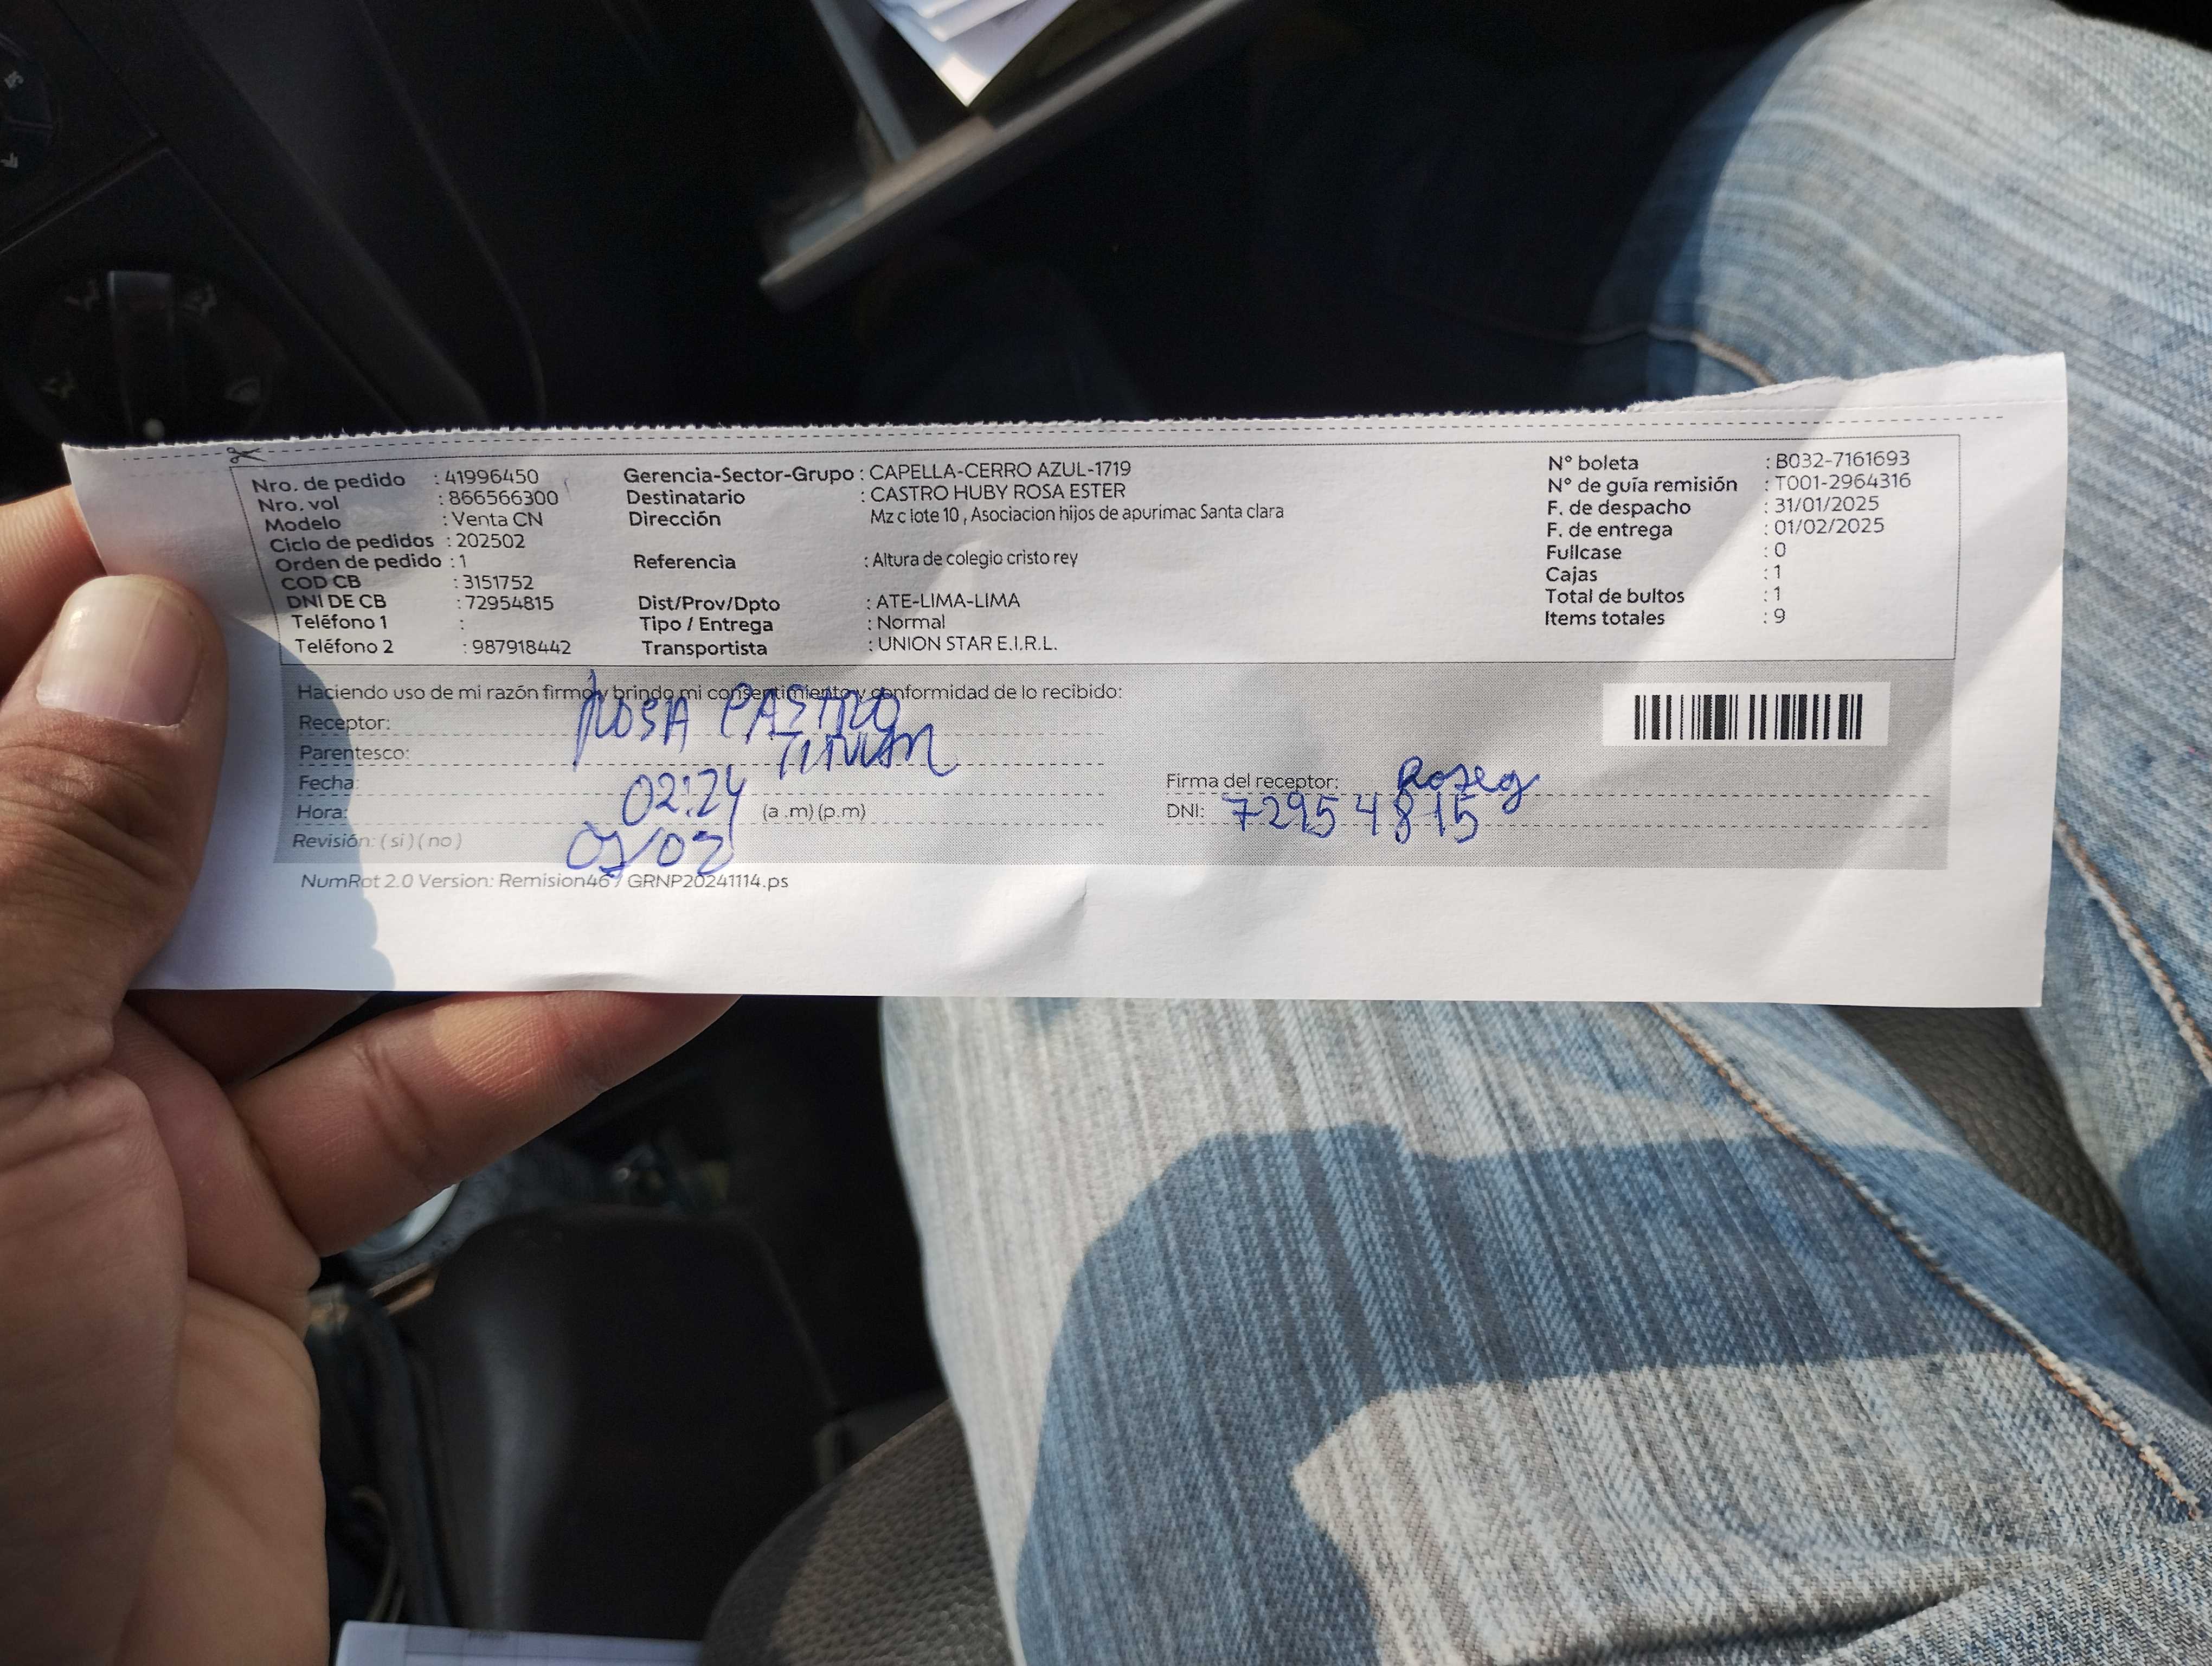 Nro. de pedido : 41996450
Nro. vol : 866566300
Modelo : Venta CN
Ciclo de pedidos : 202502
Orden de pedido : 1
COD CB : 3151752
DNI DE CB : 72954815
Teléfono 1 :
Teléfono 2 : 987918442
Gerencia-Sector-Grupo : CAPELLA-CERRO AZUL-1719
Destinatario : CASTRO HUBY ROSA ESTER
Dirección Mz c lote 10 , Asociacion hijos de apurimac Santa clara
Referencia : Altura de colegio cristo rey
Dist/Prov/Dpto : ATE-LIMA-LIMA
Tipo / Entrega : Normal
Transportista : UNION STAR E.I.R.L.
N° boleta : B032-7161693
N° de guía remisión : T001-2964316
F. de despacho : 31/01/2025
F. de entrega : 01/02/2025
Fullcase : 0
Cajas : 1
Total de bultos : 1
Items totales : 9
Haciendo uso de mi razón firmo y brindo mi consentimiento y conformidad de lo recibido:
Receptor: ROSA CASTRO
Parentesco:
Fecha: 02:24
Hora: (a .m) (p.m)
Revisión: ( si ) ( no )
Firma del receptor:
DNI: 72954815
NumRot 2.0 Version: Remision46 / GRNP20241114.ps